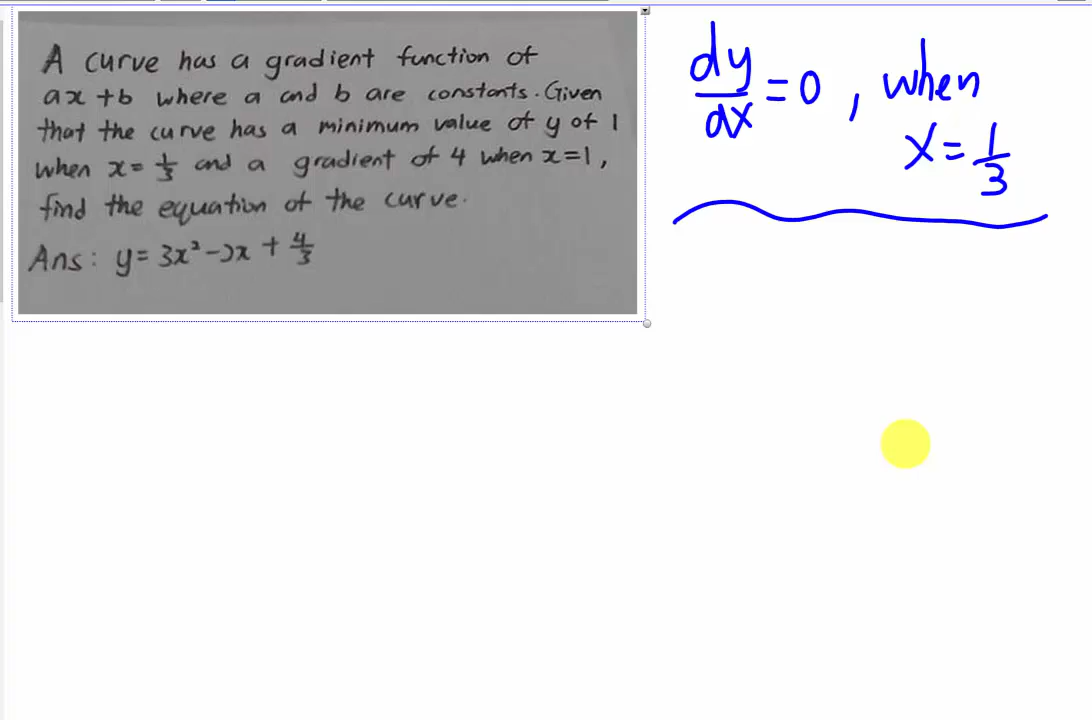 A curve has a gradient function of
ax + b where a and b are constants. Given
that the curve has a minimum value of y of 1
when x = 1/3 and a gradient of 4 when x = 1,
find the equation of the curve.
Ans: y = 3x² - 2x + 4/3
dy/dx = 0, when
x = 1/3